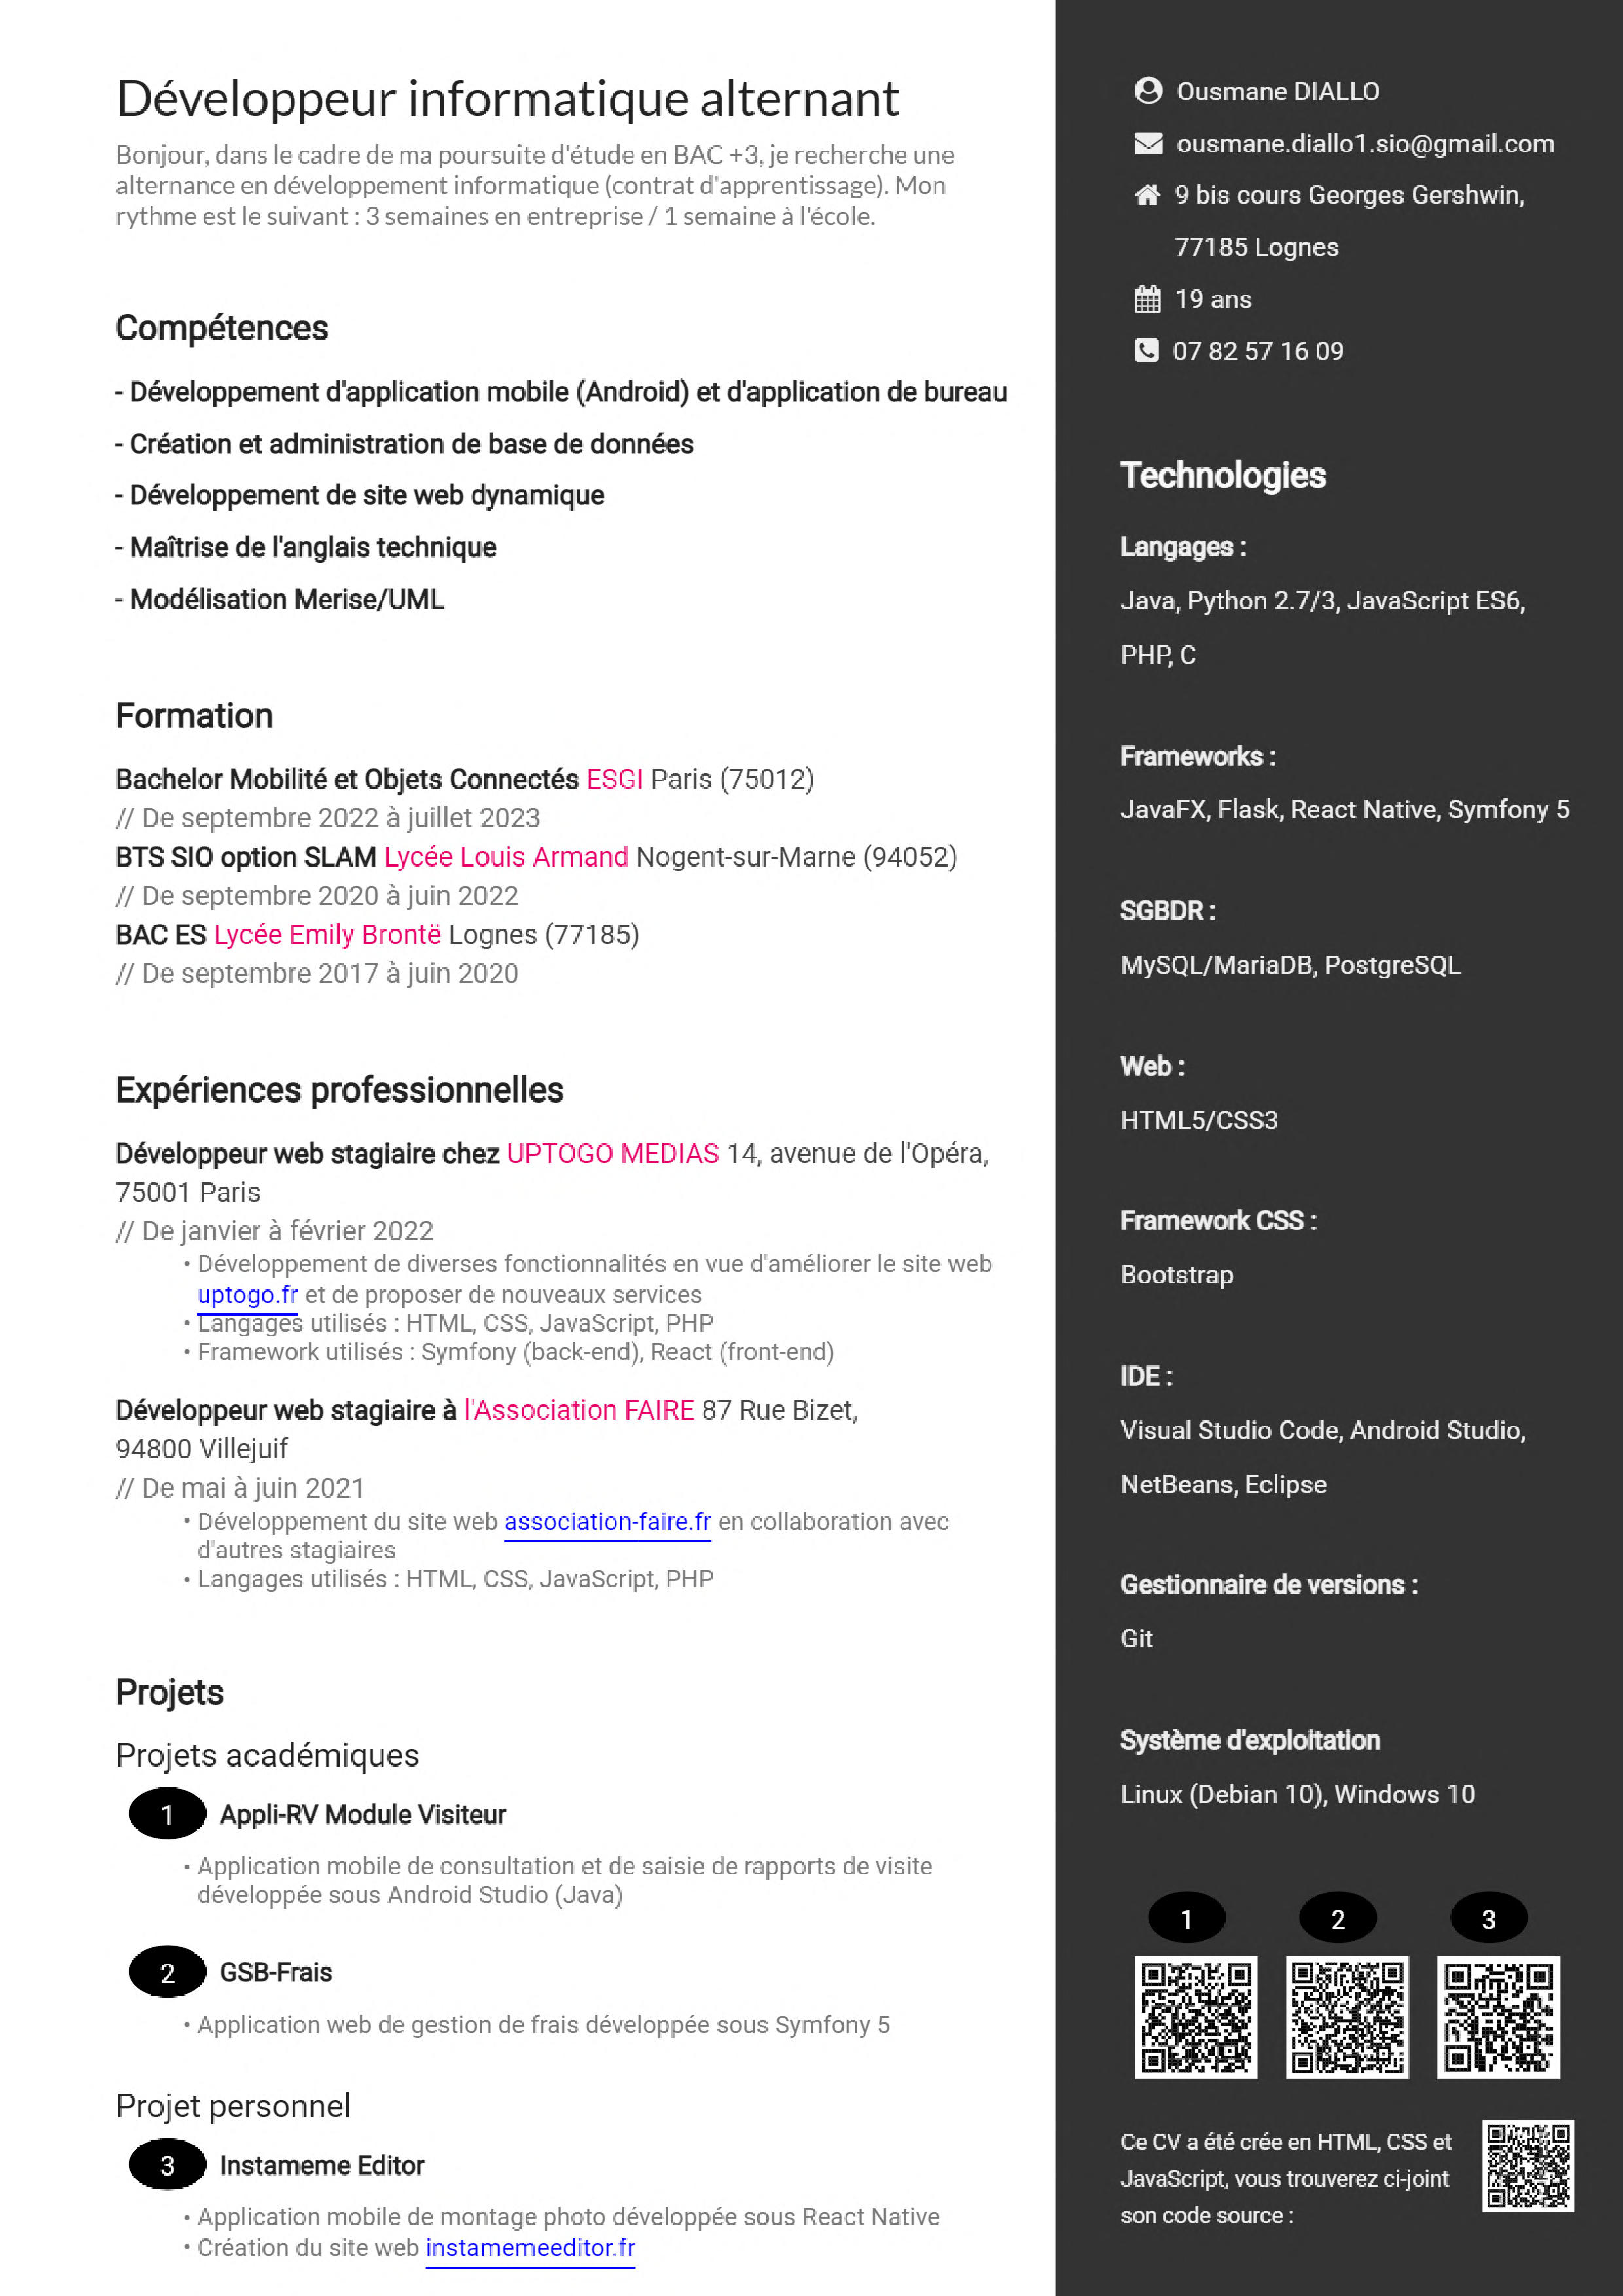 Développeur informatique alternant
Bonjour, dans le cadre de ma poursuite d'étude en BAC +3, je recherche une
alternance en développement informatique (contrat d'apprentissage). Mon
rythme est le suivant : 3 semaines en entreprise / 1 semaine à l'école.
Compétences
- Développement d'application mobile (Android) et d'application de bureau
- Création et administration de base de données
- Développement de site web dynamique
- Maîtrise de l'anglais technique
- Modélisation Merise/UML
Formation
Bachelor Mobilité et Objets Connectés ESGI Paris (75012)
// De septembre 2022 à juillet 2023
BTS SIO option SLAM Lycée Louis Armand Nogent-sur-Marne (94052)
// De septembre 2020 à juin 2022
BAC ES Lycée Emily Brontë Lognes (77185)
// De septembre 2017 à juin 2020
Expériences professionnelles
Développeur web stagiaire chez UPTOGO MEDIAS 14, avenue de l'Opéra,
75001 Paris
// De janvier à février 2022
• Développement de diverses fonctionnalités en vue d'améliorer le site web
uptogo.fr et de proposer de nouveaux services
• Langages utilisés : HTML, CSS, JavaScript, PHP
• Framework utilisés : Symfony (back-end), React (front-end)
Développeur web stagiaire à l'Association FAIRE 87 Rue Bizet,
94800 Villejuif
// De mai à juin 2021
• Développement du site web association-faire.fr en collaboration avec
d'autres stagiaires
• Langages utilisés : HTML, CSS, JavaScript, PHP
Projets
Projets académiques
1 Appli-RV Module Visiteur
• Application mobile de consultation et de saisie de rapports de visite
développée sous Android Studio (Java)
2 GSB-Frais
• Application web de gestion de frais développée sous Symfony 5
Projet personnel
3 Instameme Editor
• Application mobile de montage photo développée sous React Native
• Création du site web instamemeeditor.fr
Ousmane DIALLO
ousmane.diallo1.sio@gmail.com
9 bis cours Georges Gershwin,
77185 Lognes
19 ans
07 82 57 16 09
Technologies
Langages :
Java, Python 2.7/3, JavaScript ES6,
PHP, C
Frameworks :
JavaFX, Flask, React Native, Symfony 5
SGBDR :
MySQL/MariaDB, PostgreSQL
Web :
HTML5/CSS3
Framework CSS :
Bootstrap
IDE :
Visual Studio Code, Android Studio,
NetBeans, Eclipse
Gestionnaire de versions :
Git
Système d'exploitation
Linux (Debian 10), Windows 10
1 2 3
Ce CV a été crée en HTML, CSS et
JavaScript, vous trouverez ci-joint
son code source :